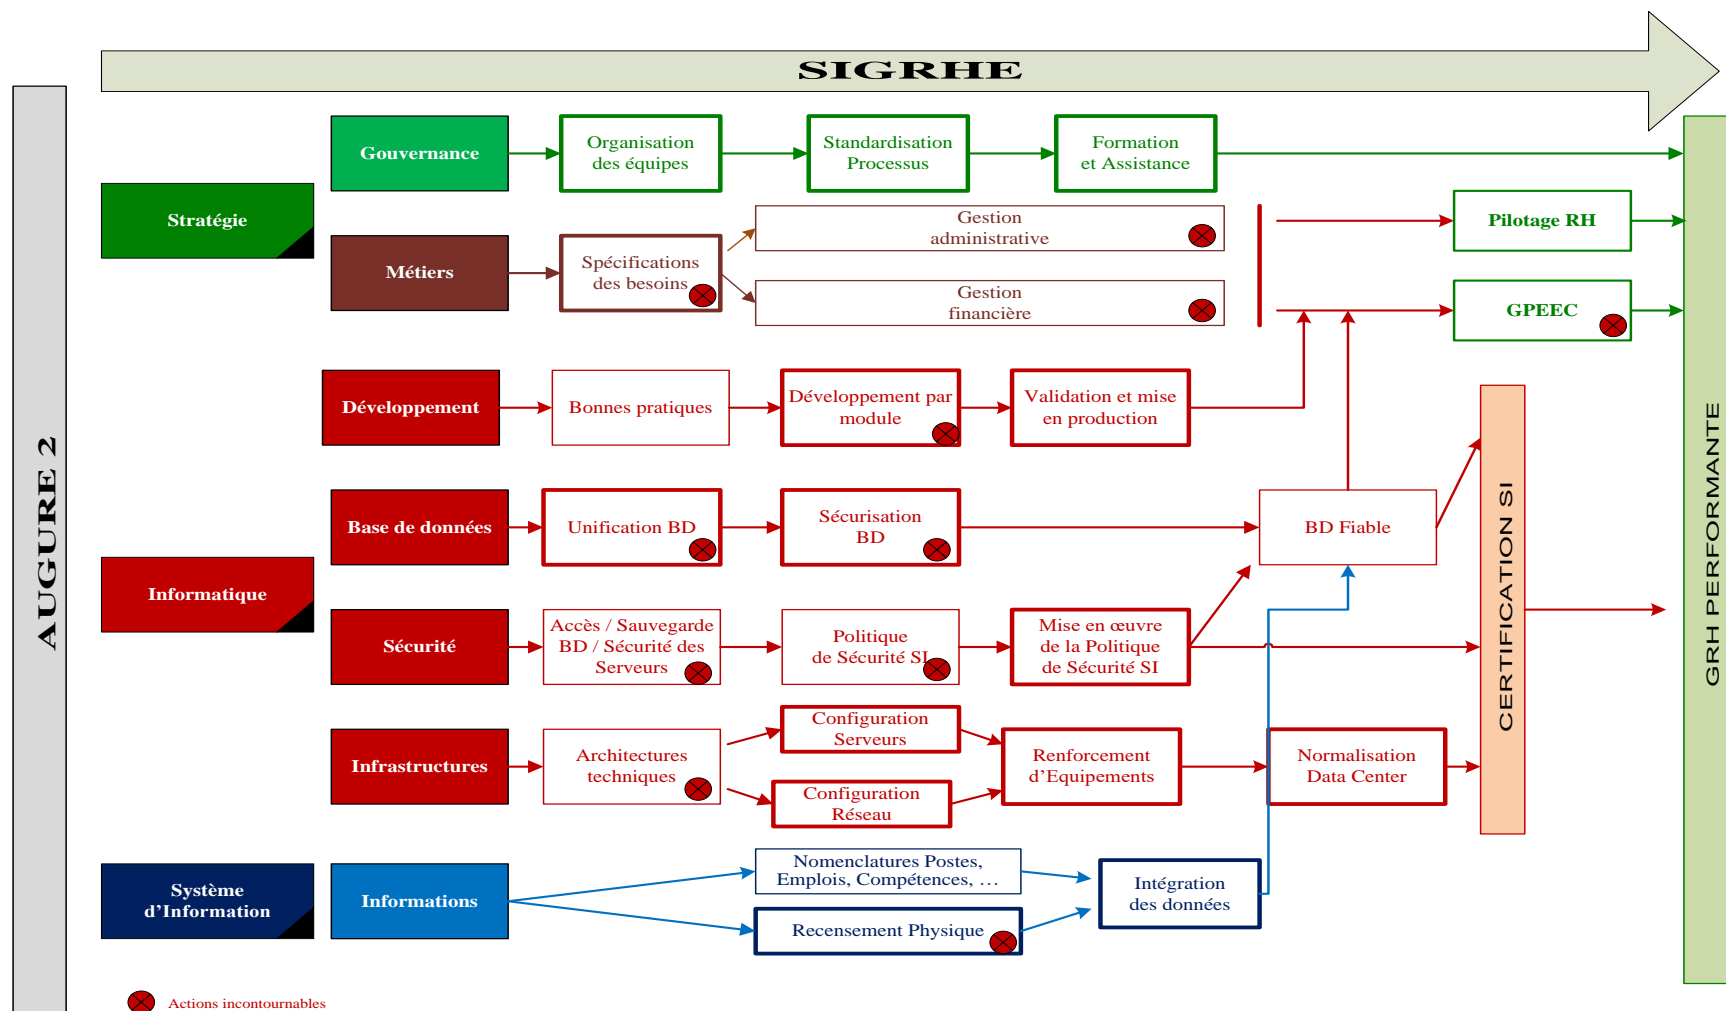 SIGRHE
AUGURE 2
Stratégie
Gouvernance
Organisation
des équipes
Standardisation
Processus
Formation
et Assistance
Métiers
Spécifications
des besoins
Gestion
administrative
Gestion
financière
Pilotage RH
GPEEC
Informatique
Développement
Bonnes pratiques
Développement par
module
Validation et mise
en production
Base de données
Unification BD
Sécurisation
BD
BD Fiable
Sécurité
Accès / Sauvegarde
BD / Sécurité des
Serveurs
Politique
de Sécurité SI
Mise en œuvre
de la Politique
de Sécurité SI
Infrastructures
Architectures
techniques
Configuration
Serveurs
Configuration
Réseau
Renforcement
d’Equipements
Normalisation
Data Center
CERTIFICATION SI
GRH PERFORMANTE
Système
d’Information
Informations
Nomenclatures Postes,
Emplois, Compétences, …
Recensement Physique
Intégration
des données
Actions incontournables